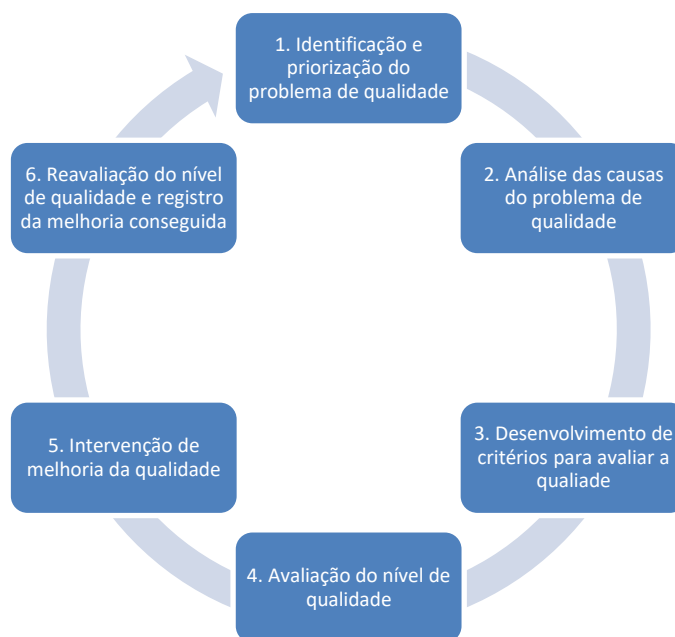 1. Identificação e
priorização do
problema de qualidade
2. Análise das causas
do problema de
qualidade
3. Desenvolvimento de
critérios para avaliar a
qualiade
4. Avaliação do nível de
qualidade
5. Intervenção de
melhoria da qualidade
6. Reavaliação do nível
de qualidade e registro
da melhoria conseguida